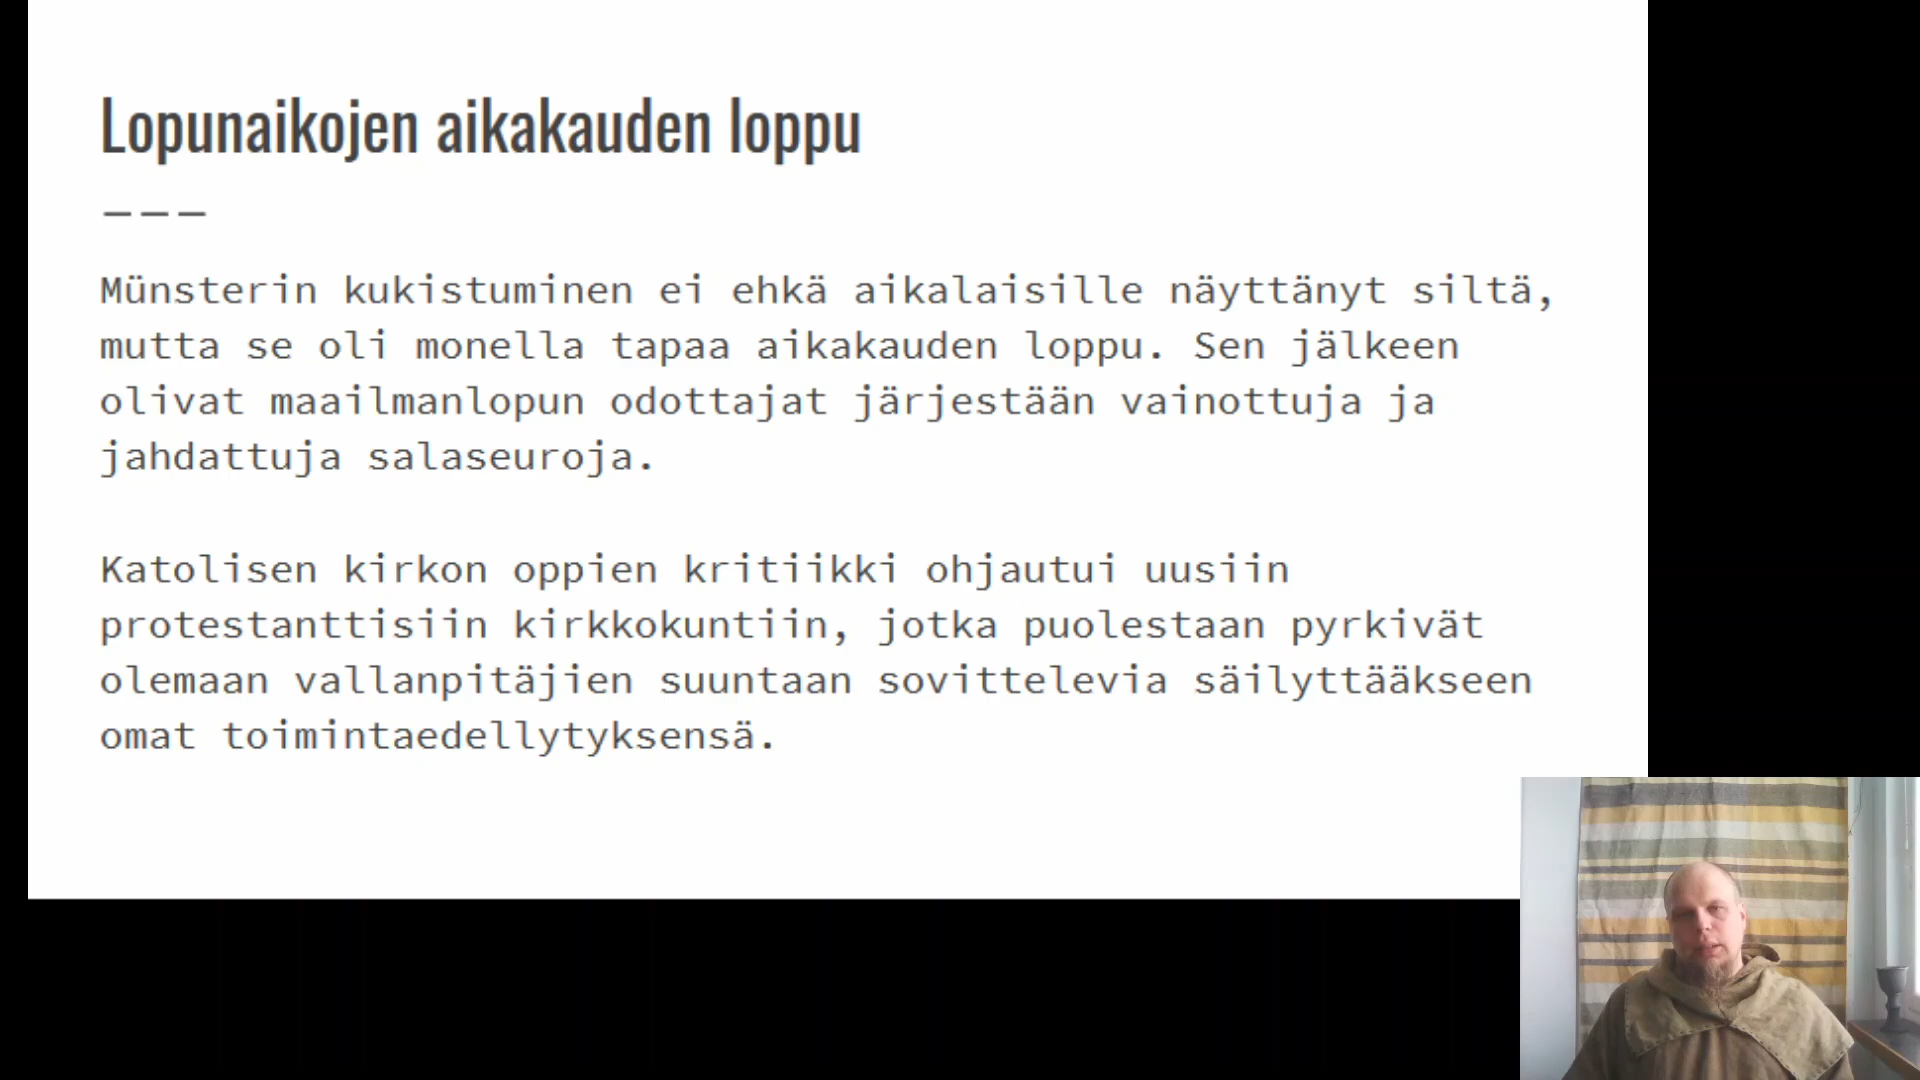 Lopunaikojen aikakauden loppu
———
Münsterin kukistuminen ei ehkä aikalaisille näyttänyt siltä,
mutta se oli monella tapaa aikakauden loppu. Sen jälkeen
olivat maailmanlopun odottajat järjestään vainottuja ja
jahdattuja salaseuroja.
Katolisen kirkon oppien kritiikki ohjautui uusiin
protestanttisiin kirkkokuntiin, jotka puolestaan pyrkivät
olemaan vallanpitäjien suuntaan sovittelevia säilyttääkseen
omat toimintaedellytyksensä.